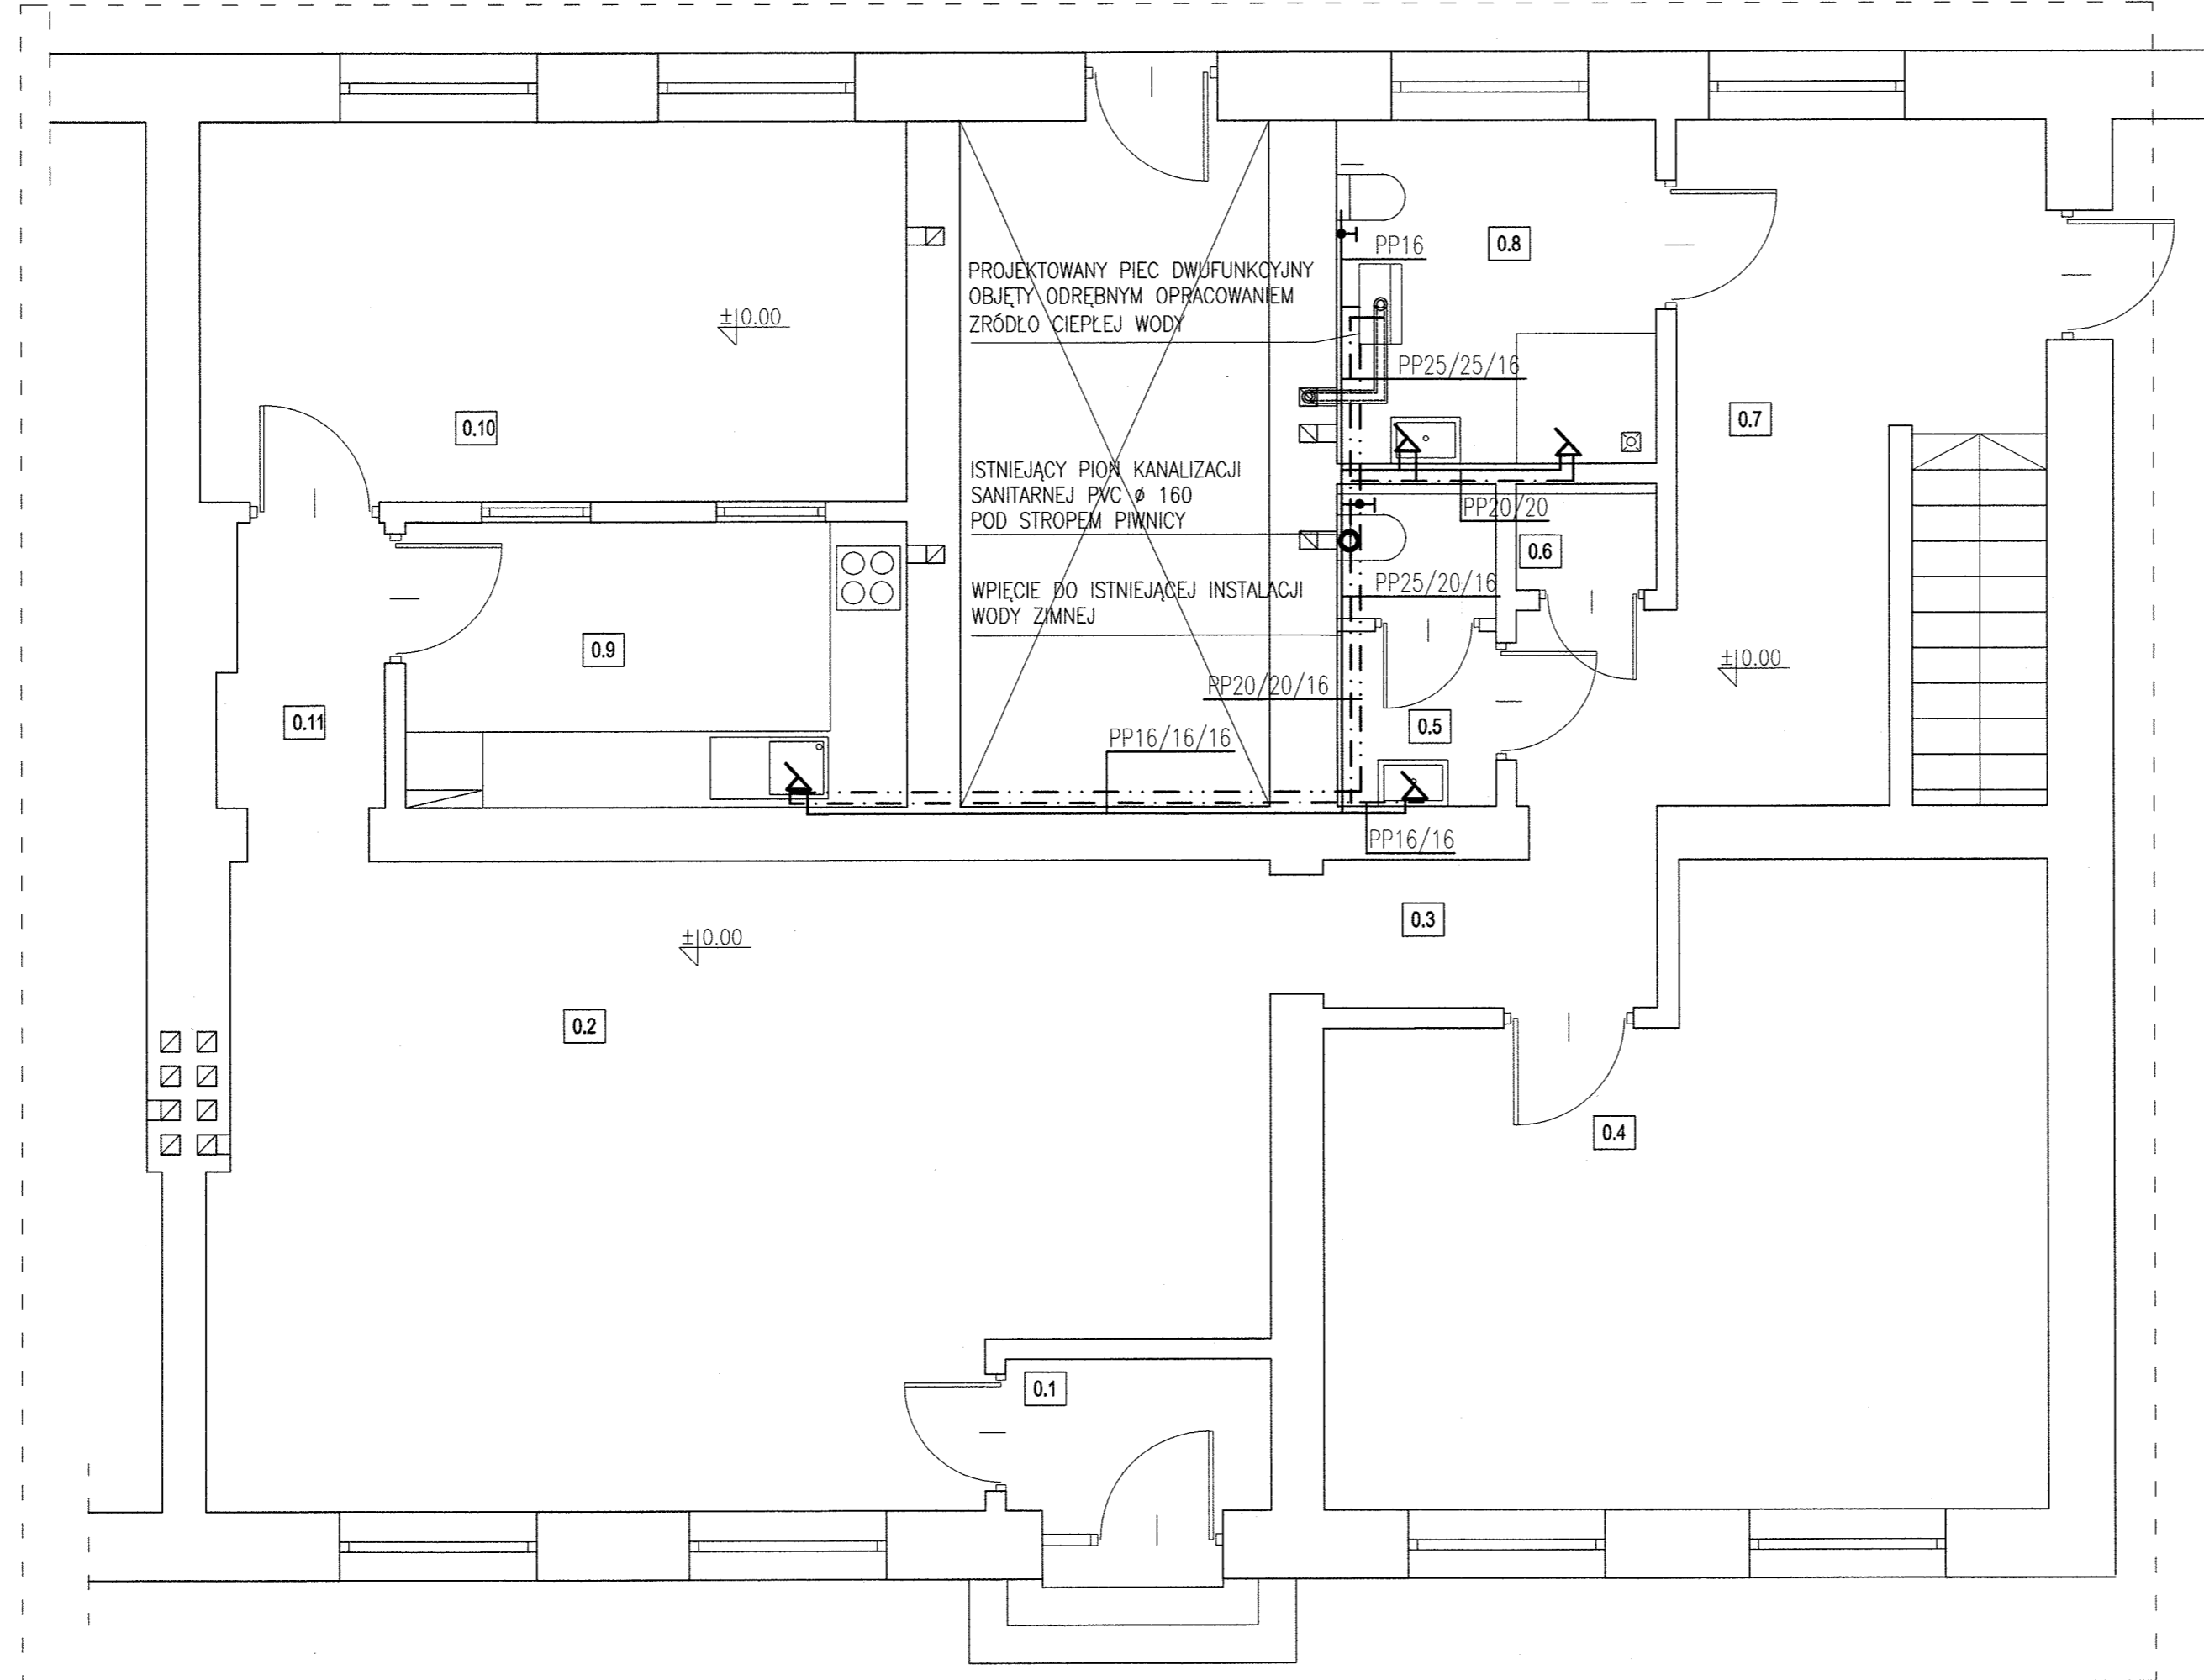 PP16
0.8
PROJEKTOWANY PIEC DWUFUNKCYJNY
OBJĘTY ODRĘBNYM OPRACOWANIEM
ZRÓDŁO CIEPŁEJ WODY
±0.00
PP25/25/16
0.10
0.7
ISTNIEJĄCY PION KANALIZACJI
SANITARNEJ PVC ø 160
POD STROPEM PIWNICY
PP20/20
0.6
WPIĘCIE DO ISTNIEJĄCEJ INSTALACJI
WODY ZIMNEJ
PP25/20/16
0.9
±0.00
PP20/20/16
0.11
0.5
PP16/16/16
PP16/16
0.3
±0.00
0.2
0.4
0.1